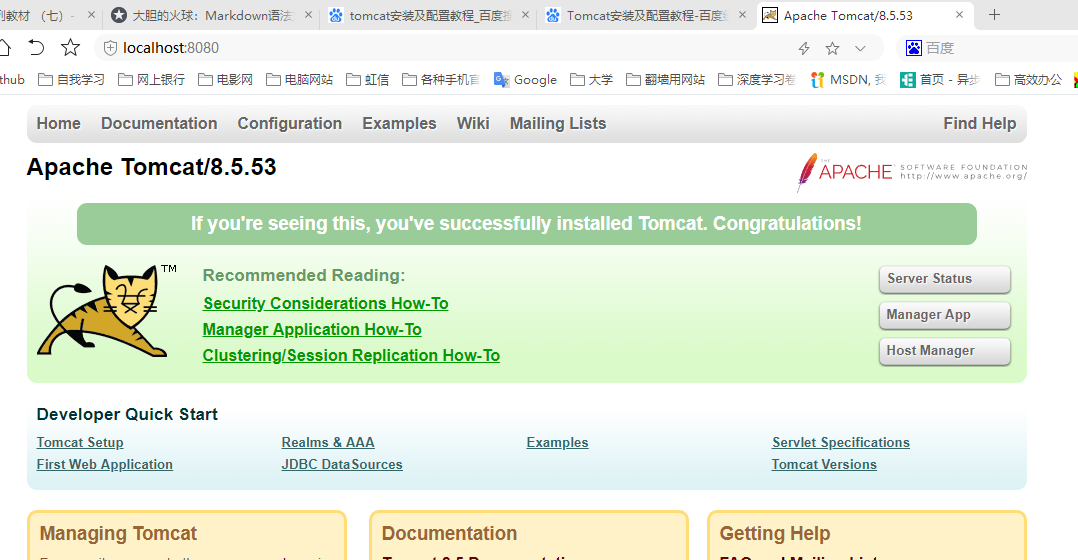 教材（七）-
大胆的火球：Markdown语法
tomcat安装及配置教程_百度搜
Tomcat安装及配置教程-百度经
Apache Tomcat/8.5.53
localhost:8080
百度
thub
自我学习
网上银行
电影网
电脑网站
虹信
各种手机官
Google
大学
翻墙用网站
深度学习卷
MSDN, 我
首页 - 异步
高效办公
Home Documentation Configuration Examples Wiki Mailing Lists Find Help
Apache Tomcat/8.5.53
THE APACHE SOFTWARE FOUNDATION
http://www.apache.org/
If you're seeing this, you've successfully installed Tomcat. Congratulations!
TM
Recommended Reading:
Security Considerations How-To
Manager Application How-To
Clustering/Session Replication How-To
Server Status
Manager App
Host Manager
Developer Quick Start
Tomcat Setup
First Web Application
Realms & AAA
JDBC DataSources
Examples
Servlet Specifications
Tomcat Versions
Managing Tomcat
Documentation
Getting Help